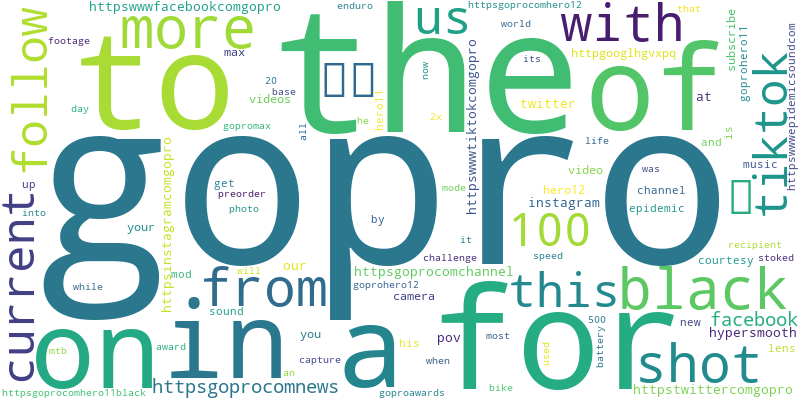 httpswwwfacebookcomgopro
enduro
httpsgoprocomhero12
that
more
us
with
world
footage
max
its
httpgooglhgvxpq
subscribe
follow
to
the
of
now
20
base
videos
day
gopromax
all
he
hero11
2x
twitter
at
and
is
goprohero11
tiktok
httpswwwepidemicsoundcom
httpswwwtiktokcomgopro
httpsinstagramcomgopro
gopro
up
into
current
your
get
preorder
photo
by
mode
life
video
was
hero12
instagram
channel
epidemic
music
100
it
challenge
speed
courtesy
recipient
stoked
while
mod
will
our
from
httpsgoprocomchannel
goprohero12
camera
this
black
sound
in
on
a
for
you
pov
his
when
most
500
battery
new
facebook
hypersmooth
lens
shot
mtb
award
an
capture
goproawards
bike
used
httpsgoprocomhero11black
httpsgoprocomnews
httpstwittercomgopro